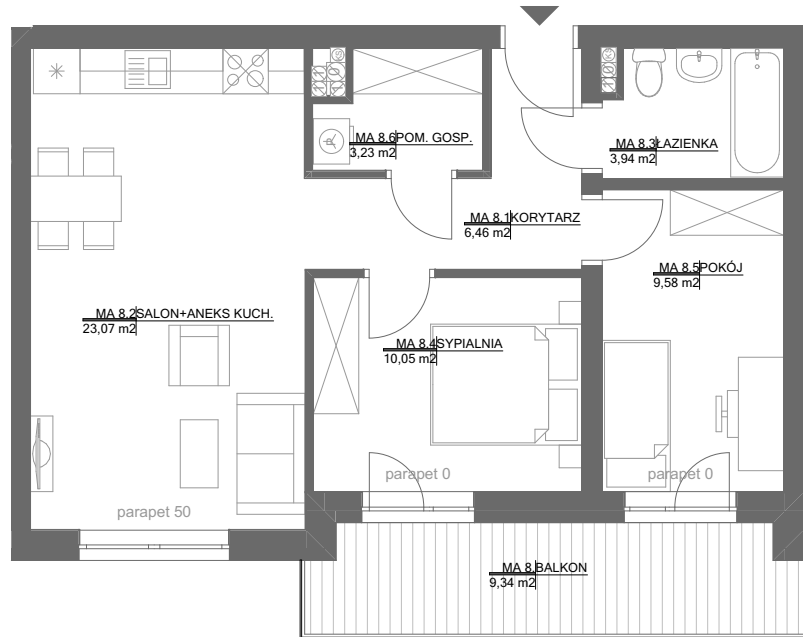 MA 8.6 POM. GOSP.
3,23 m2
MA 8.3 ŁAZIENKA
3,94 m2
MA 8.1 KORYTARZ
6,46 m2
MA 8.5 POKÓJ
9,58 m2
MA 8.2 SALON+ANEKS KUCH.
23,07 m2
MA 8.4 SYPIALNIA
10,05 m2
parapet 0
parapet 0
parapet 50
MA 8. BALKON
9,34 m2